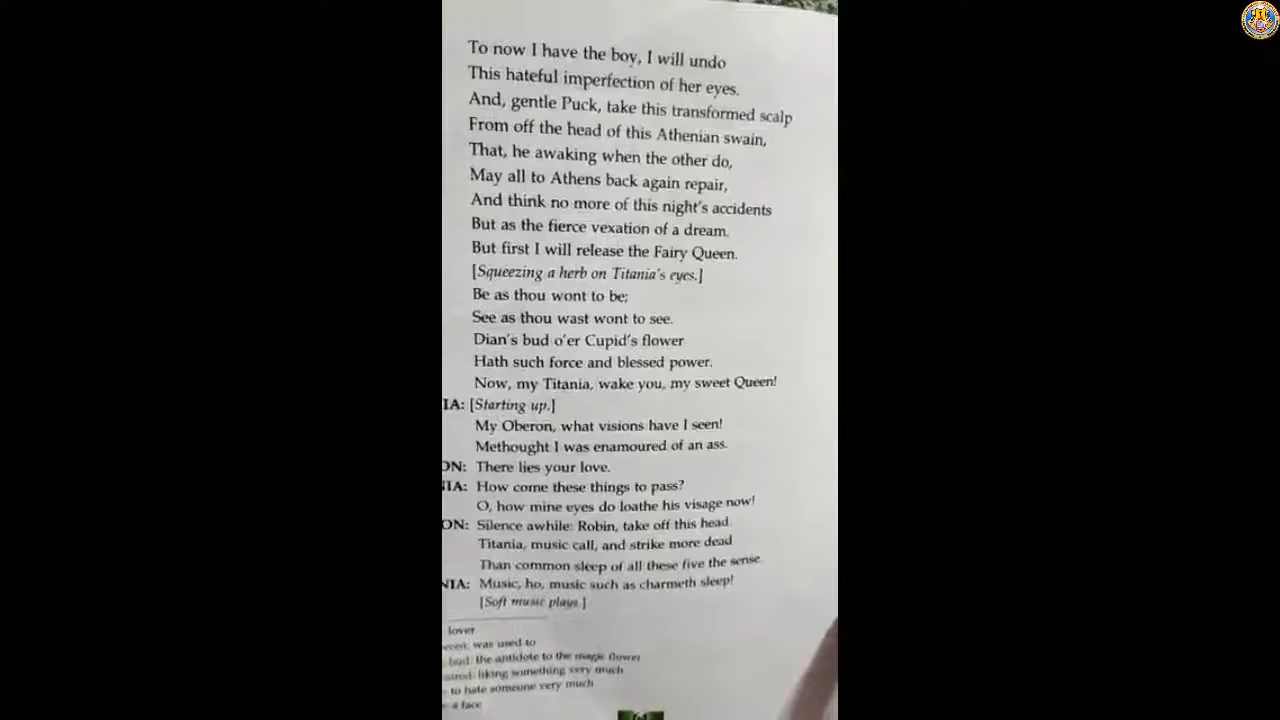 To now I have the boy, I will undo
This hateful imperfection of her eyes.
And, gentle Puck, take this transformed scalp
From off the head of this Athenian swain,
That, he awaking when the other do,
May all to Athens back again repair,
And think no more of this night's accidents
But as the fierce vexation of a dream.
But first I will release the Fairy Queen.
[Squeezing a herb on Titania's eyes.]
Be as thou wont to be;
See as thou wast wont to see.
Dian's bud o'er Cupid's flower
Hath such force and blessed power.
Now, my Titania, wake you, my sweet Queen!
IA: [Starting up.]
My Oberon, what visions have I seen!
Methought I was enamoured of an ass.
ON: There lies your love.
NIA: How come these things to pass?
O, how mine eyes do loathe his visage now!
ON: Silence awhile: Robin, take off this head.
Titania, music call, and strike more dead
Than common sleep of all these five the sense.
NIA: Music, ho, music such as charmeth sleep!
[Soft music plays.]
lover
wont: was used to
bud: the antidote to the magic flower
liking something very much
to hate someone very much
a face